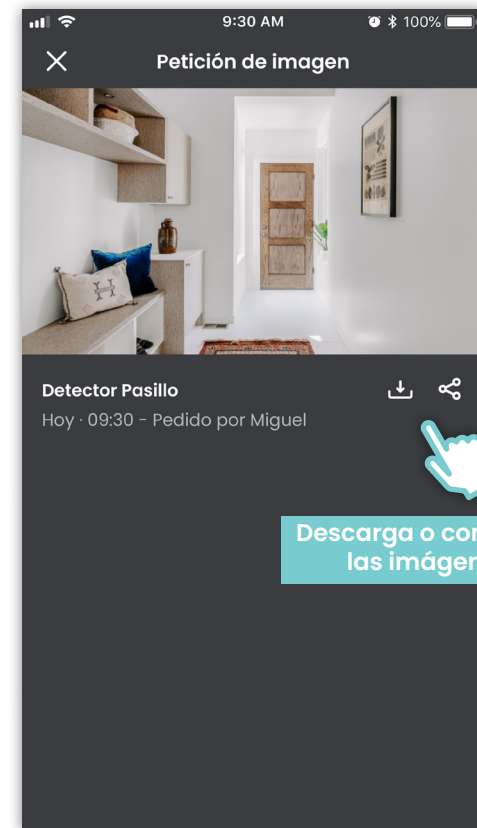 9:30 AM
100%
Petición de imagen
Detector Pasillo
Hoy · 09:30 - Pedido por Miguel
Descarga o
las